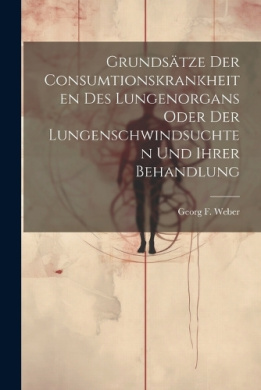 Grundsätze Der
Consumtionskrankheit
en Des Lungenorgans
Oder Der
Lungenschwindsuchte
n Und Ihrer
Behandlung
Georg F. Weber